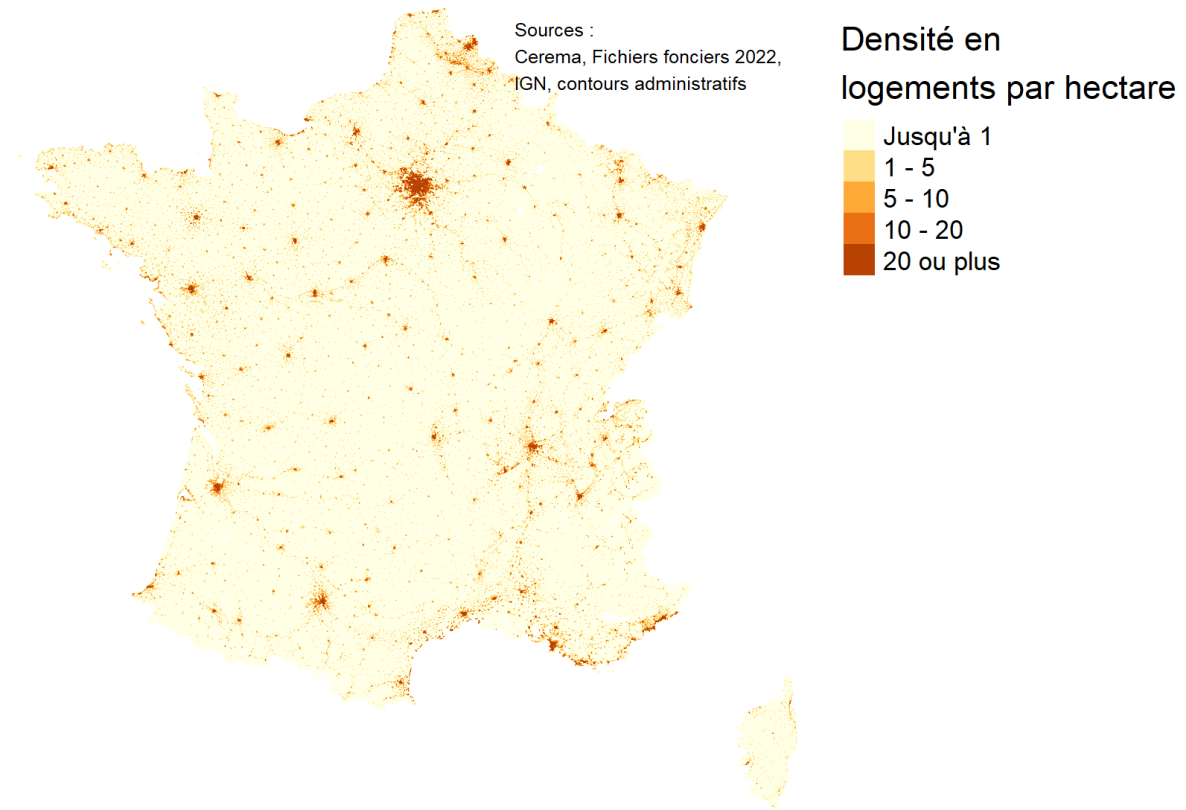 Sources :
Cerema, Fichiers fonciers 2022,
IGN, contours administratifs
Densité en
logements par hectare
Jusqu'à 1
1 - 5
5 - 10
10 - 20
20 ou plus